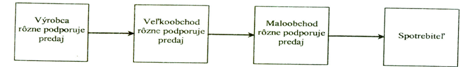 Výrobca
rôzne podporuje
predaj
Veľkoobchod
rôzne podporuje
predaj
Maloobchod
rôzne podporuje
predaj
Spotrebiteľ